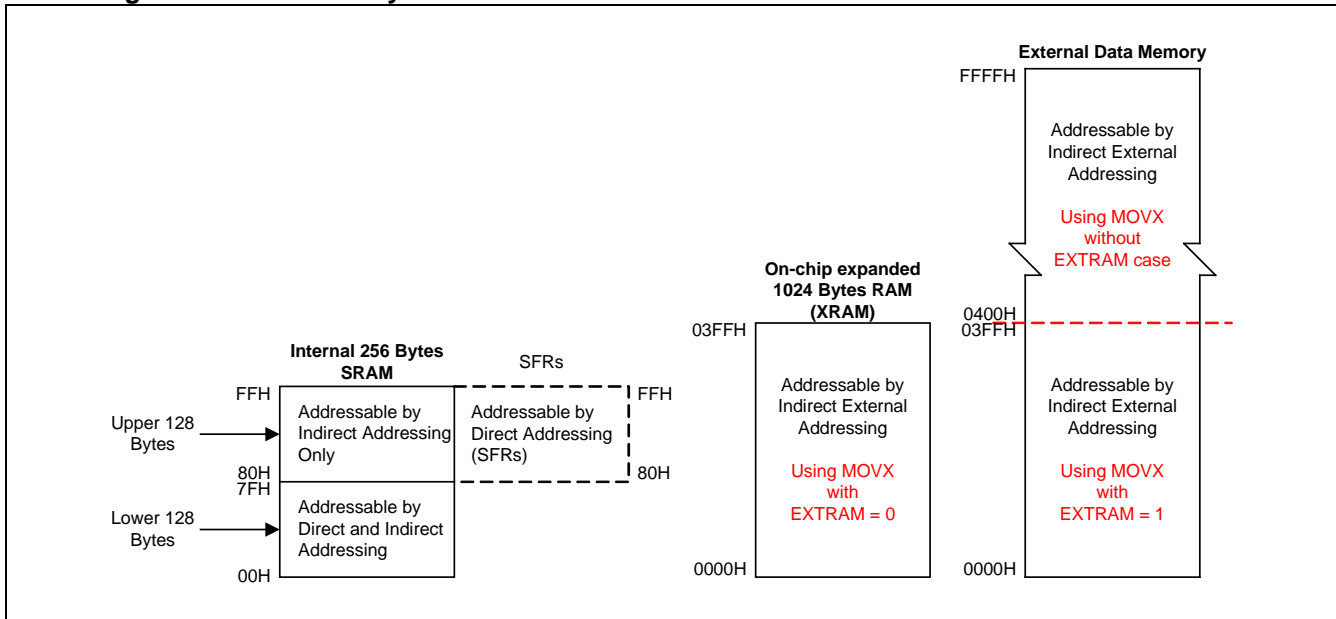 External Data Memory
FFFFH
Addressable by
Indirect External
Addressing
Using MOVX
without
EXTRAM case
On-chip expanded
1024 Bytes RAM
(XRAM)
0400H
03FFH
03FFH
Internal 256 Bytes
SRAM
SFRs
FFH
FFH
Upper 128
Bytes
Addressable by
Indirect Addressing
Only
Addressable by
Direct Addressing
(SFRs)
80H
80H
7FH
Lower 128
Bytes
Addressable by
Direct and Indirect
Addressing
00H
Addressable by
Indirect External
Addressing
Using MOVX
with
EXTRAM = 0
0000H
Addressable by
Indirect External
Addressing
Using MOVX
with
EXTRAM = 1
0000H